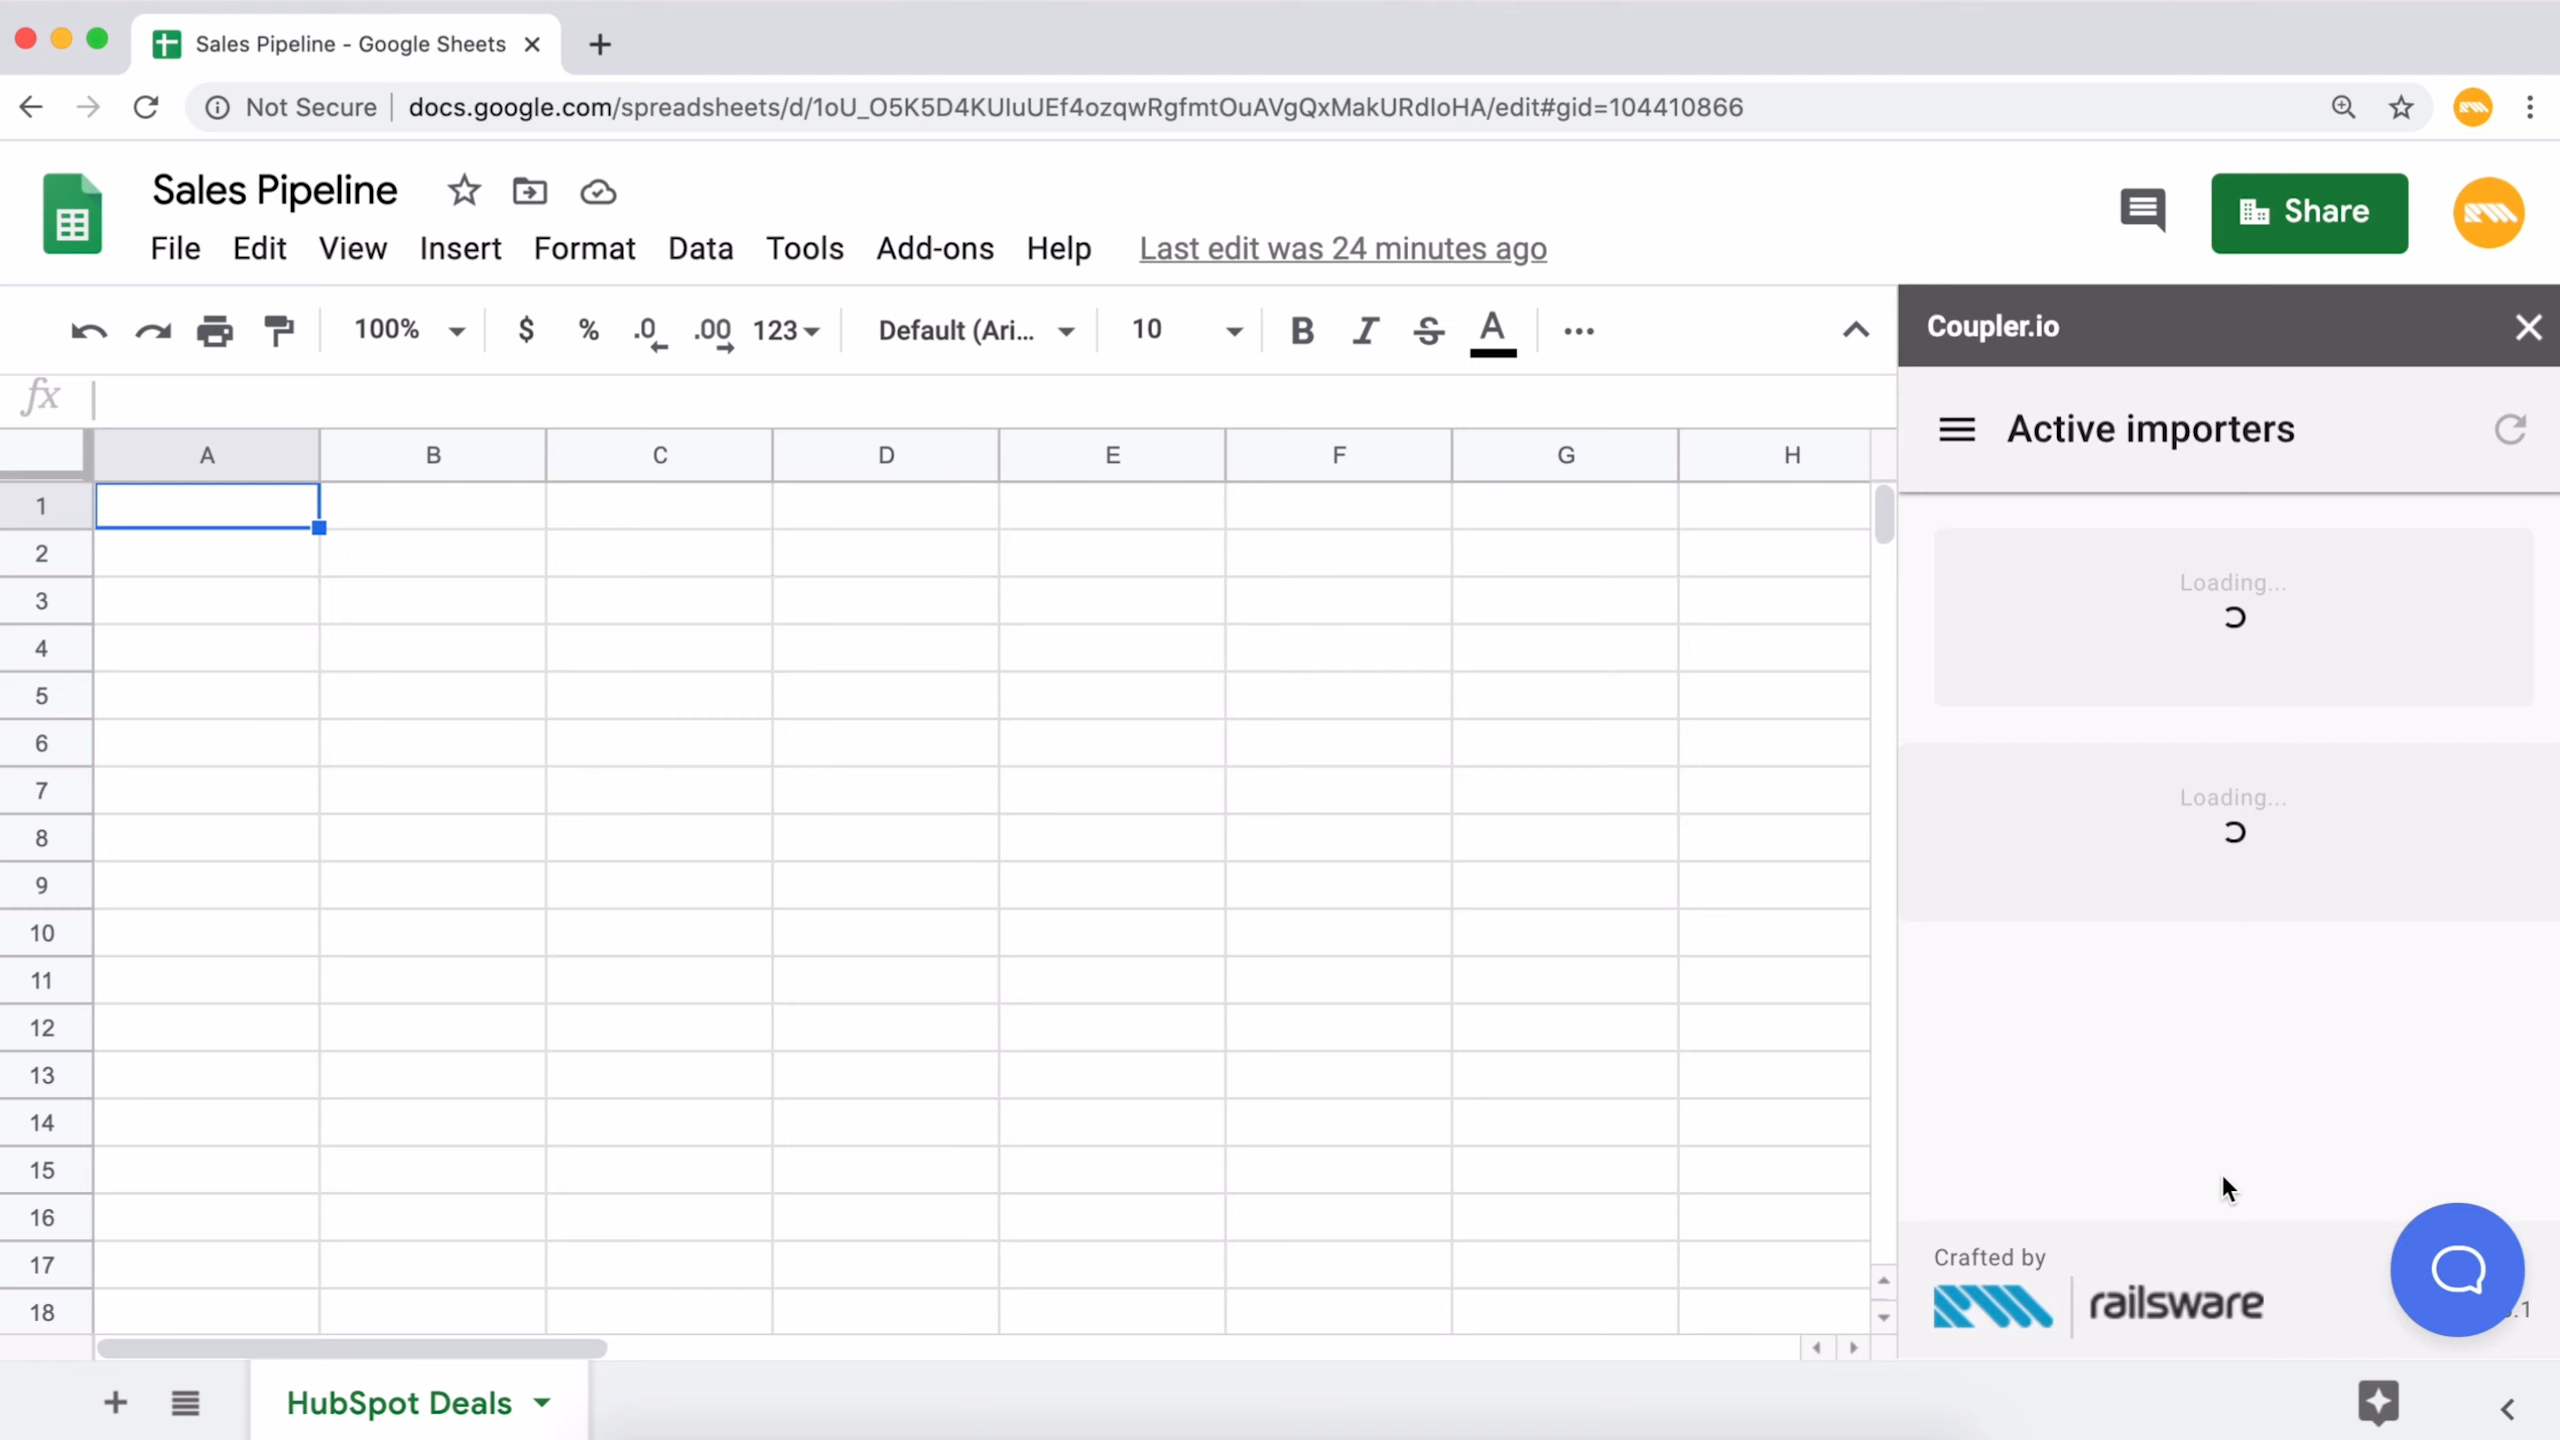 Sales Pipeline - Google Sheets
Not Secure
docs.google.com/spreadsheets/d/1oU_O5K5D4KUIuUEf4ozqwRgfmtOuAVgQxMakURdIoHA/edit#gid=104410866
Sales Pipeline
Share
File Edit View Insert Format Data Tools Add-ons Help Last edit was 24 minutes ago
100% $ % .0 .00 123 Default (Ari... 10 B I S A
Coupler.io
fx
Active importers
A B C D E F G H
1
2
3
4
5
6
7
8
9
10
11
12
13
14
15
16
17
18
Loading...
Loading...
Crafted by
railsware
.1
HubSpot Deals